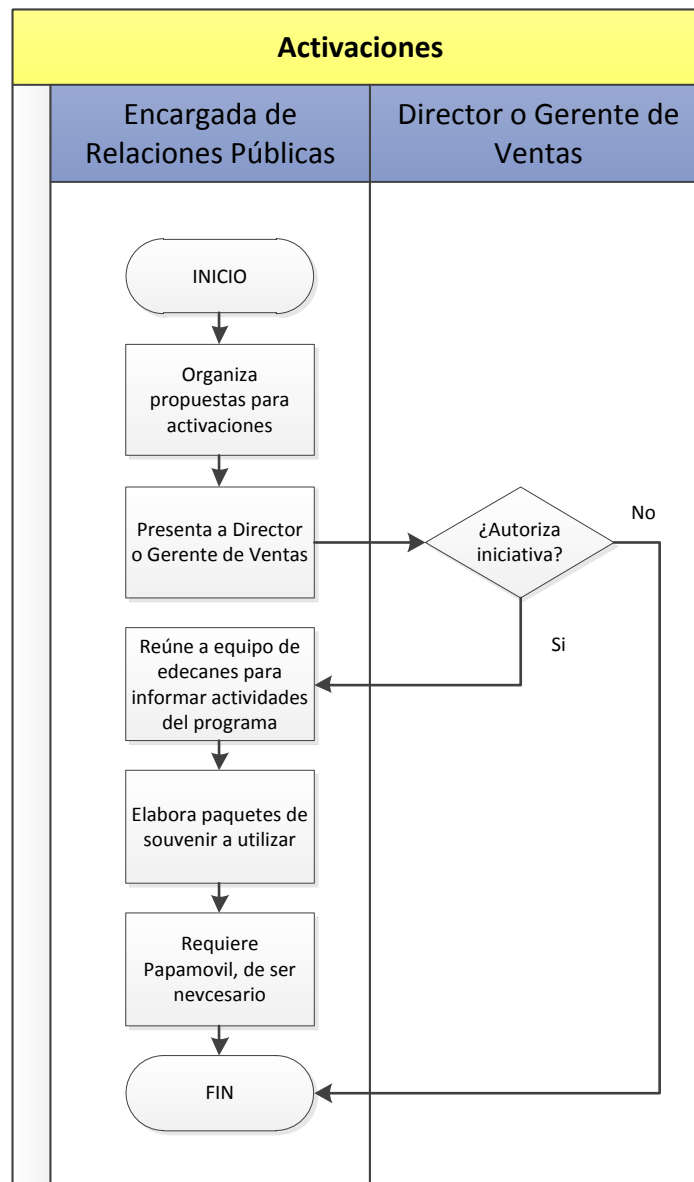 Activaciones
Encargada de
Relaciones Públicas
Director o Gerente de
Ventas
INICIO
Organiza
propuestas para
activaciones
Presenta a Director
o Gerente de Ventas
¿Autoriza
iniciativa?
No
Si
Reúne a equipo de
edecanes para
informar actividades
del programa
Elabora paquetes de
souvenir a utilizar
Requiere
Papamovil, de ser
nevcesario
FIN